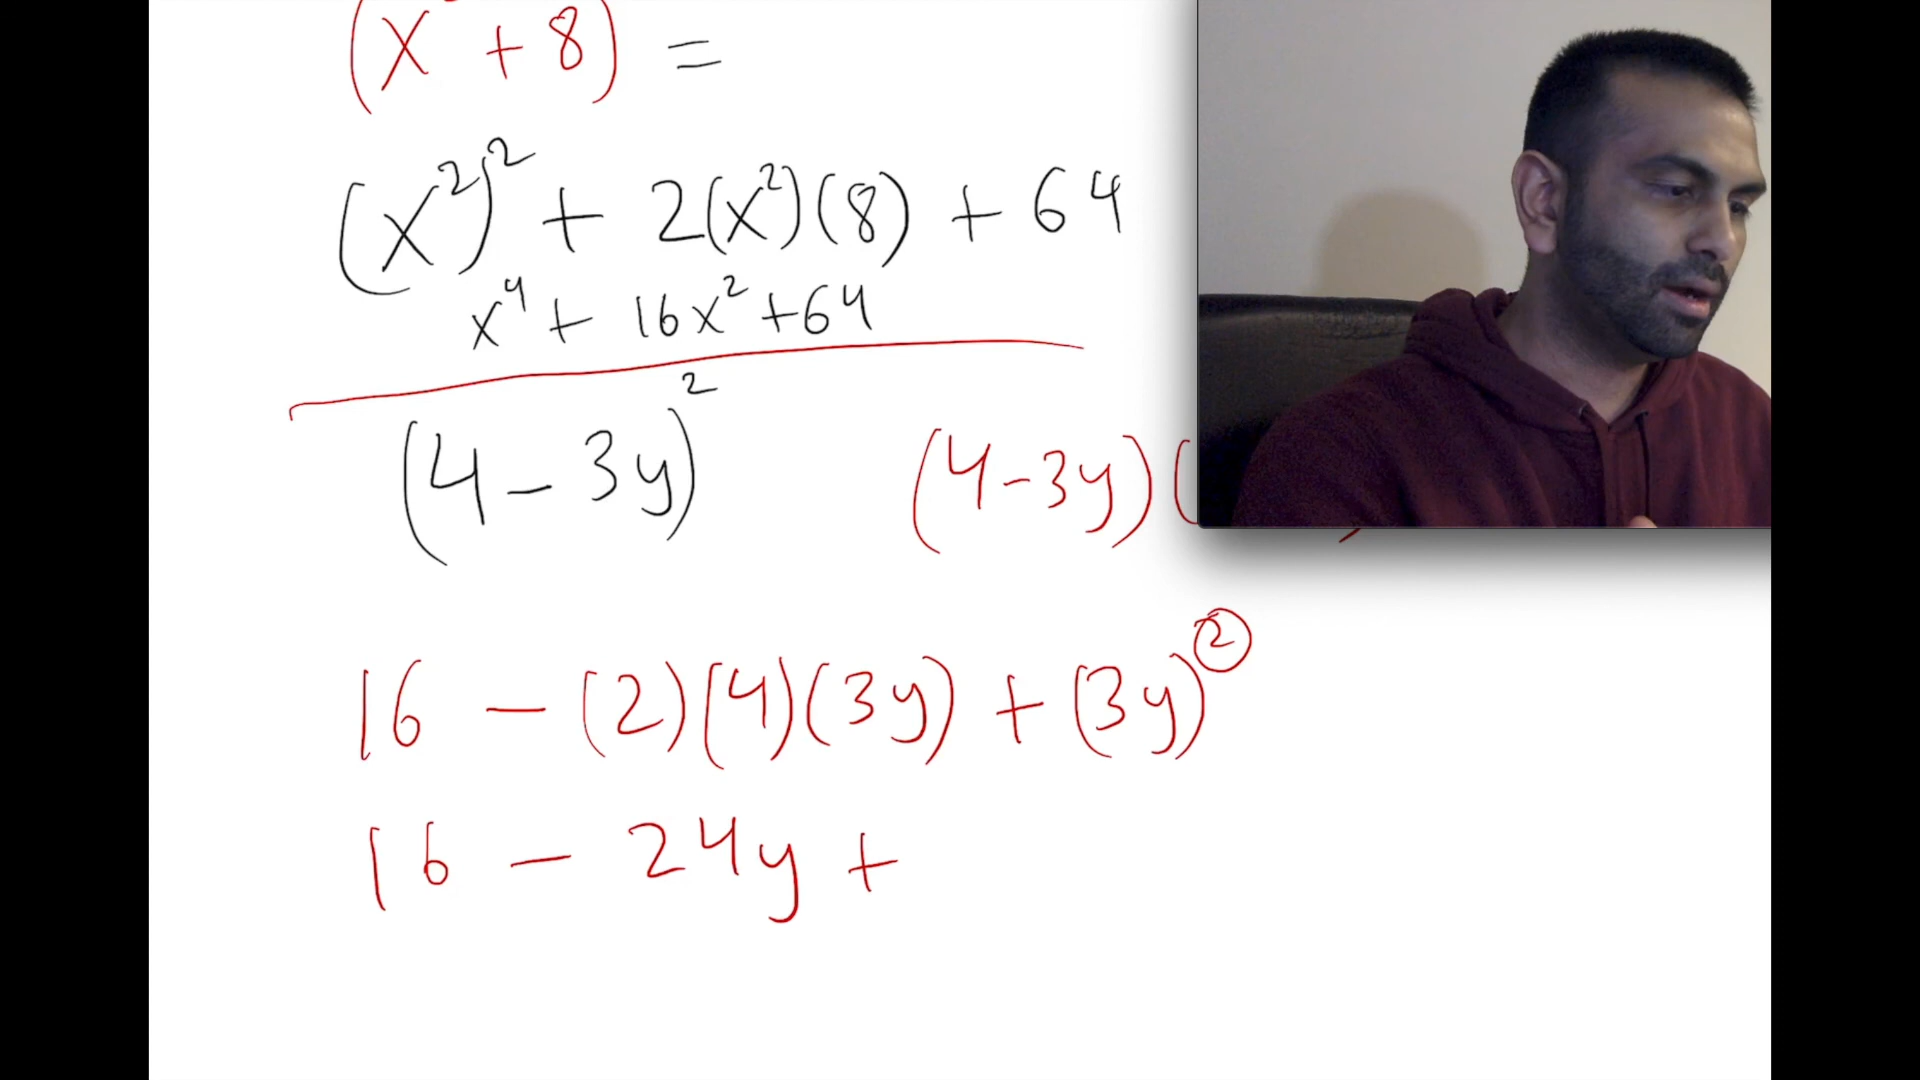 (x² + 8) =
(x²)² + 2(x²)(8) + 64
x⁴ + 16x² + 64
(4 - 3y)² (4-3y)(
16 - (2)(4)(3y) + (3y)²
16 - 24y +